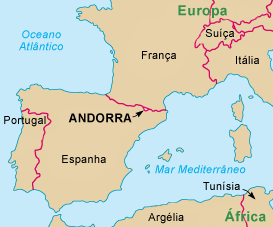 Europa
Oceano
Atlântico
Suíça
França
Itália
Portugal
ANDORRA
Espanha
Mar Mediterrâneo
Tunísia
Argélia
África